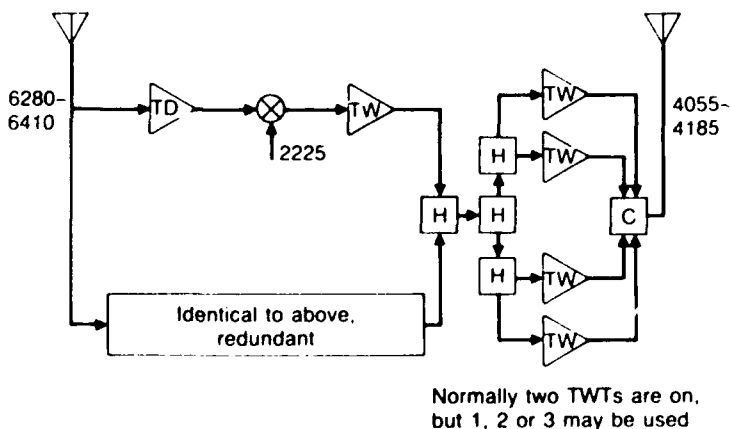 6280-
6410
TD
2225
TW
H
H
H
H
TW
TW
TW
TW
C
4055-
4185
Identical to above,
redundant
Normally two TWTs are on,
but 1, 2 or 3 may be used